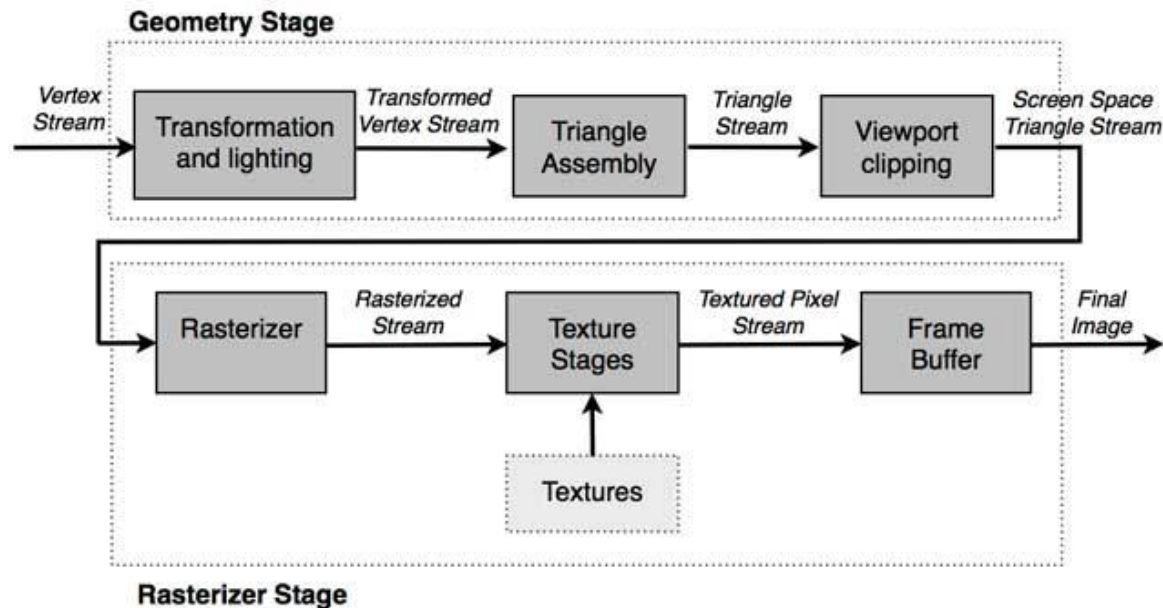 Geometry Stage
Vertex
Stream
Transformation
and lighting
Transformed
Vertex Stream
Triangle
Assembly
Triangle
Stream
Viewport
clipping
Screen Space
Triangle Stream
Rasterizer
Rasterized
Stream
Texture
Stages
Textured Pixel
Stream
Frame
Buffer
Final
Image
Textures
Rasterizer Stage